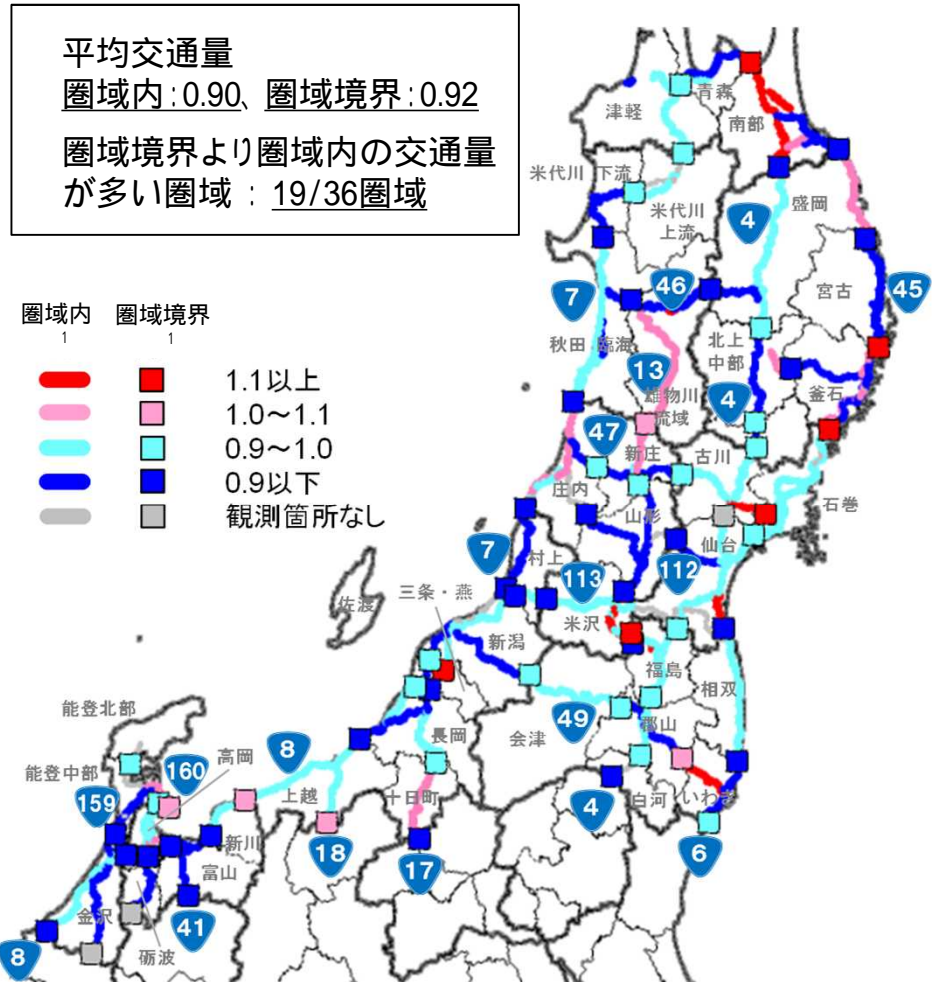 平均交通量
圏域内:0.90、圏域境界:0.92
圏域境界より圏域内の交通量
が多い圏域 : 19/36圏域
圏域内 圏域境界
1 1
1.1以上
1.0～1.1
0.9～1.0
0.9以下
観測箇所なし
青森
津軽
南部
米代川 下流
米代川
上流
盛岡
4
46
7
45
宮古
秋田 臨海
北上
中部
13
釜石
雄物川
流域
4
47
新庄
古川
庄内
山形
石巻
仙台
7
村上
113
112
三条・燕
佐渡
米沢
新潟
福島
相双
能登北部
49
郡山
会津
長岡
高岡
8
能登中部
160
159
上越
十日町
4
白河
いわき
新川
18
17
6
富山
金沢
41
砺波
8